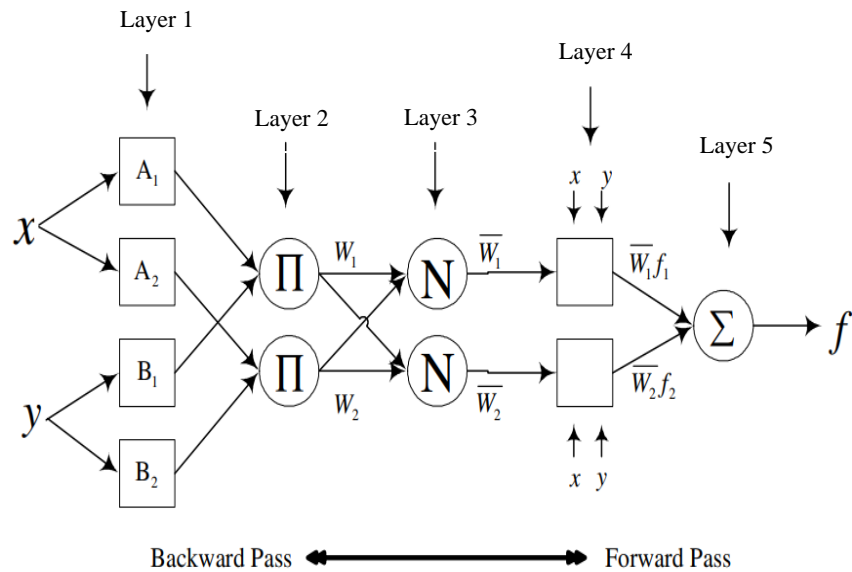 Layer 1
Layer 4
Layer 2
Layer 3
Layer 5
A₁
x y
x
W₁
W̅₁
W̅₁f₁
A₂
Π
N
Σ
f
B₁
Π
N
W̅₂f₂
y
W₂
W̅₂
B₂
x y
Backward Pass
Forward Pass